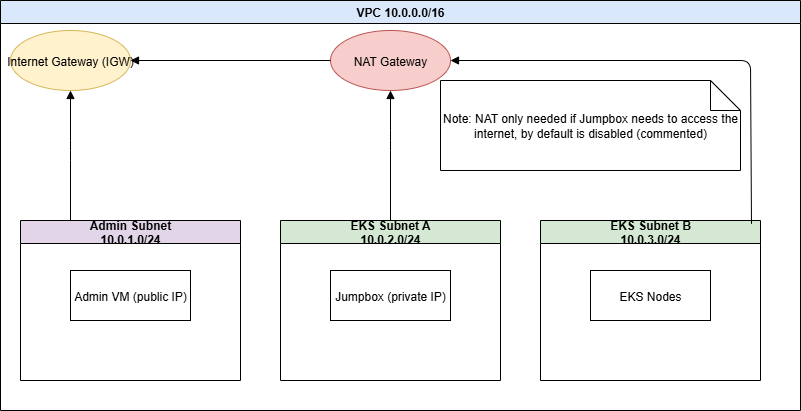 VPC 10.0.0.0/16
Internet Gateway (IGW)
NAT Gateway
Note: NAT only needed if Jumpbox needs to access the
internet, by default is disabled (commented)
Admin Subnet
10.0.1.0/24
EKS Subnet A
10.0.2.0/24
EKS Subnet B
10.0.3.0/24
Admin VM (public IP)
Jumpbox (private IP)
EKS Nodes